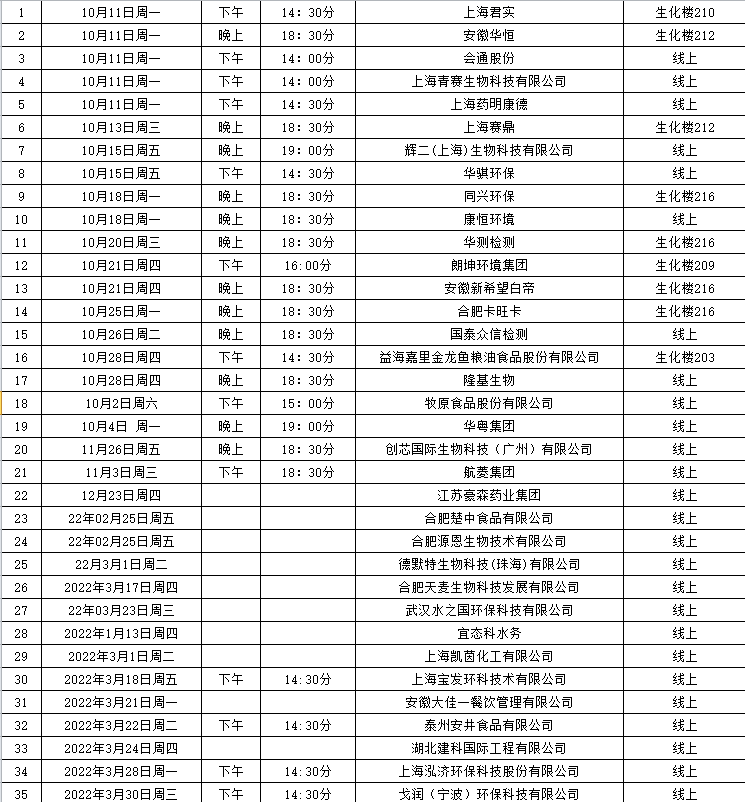 1 10月11日周一 下午 14：30分 上海君实 生化楼210
2 10月11日周一 晚上 18：30分 安徽华恒 生化楼212
3 10月11日周一 下午 14：00分 会通股份 线上
4 10月11日周一 下午 14：00分 上海青赛生物科技有限公司 线上
5 10月11日周一 下午 14：30分 上海药明康德 线上
6 10月13日周三 晚上 18：30分 上海赛鼎 生化楼212
7 10月15日周五 晚上 19：00分 辉二(上海)生物科技有限公司 线上
8 10月15日周五 下午 14：30分 华骐环保 线上
9 10月18日周一 晚上 18：30分 同兴环保 生化楼216
10 10月18日周一 晚上 18：30分 康恒环境 线上
11 10月20日周三 晚上 18：30分 华测检测 生化楼216
12 10月21日周四 下午 16:00分 朗坤环境集团 生化楼209
13 10月21日周四 晚上 18：30分 安徽新希望白帝 生化楼216
14 10月25日周一 晚上 18：30分 合肥卡旺卡 生化楼216
15 10月26日周二 晚上 18：30分 国泰众信检测 线上
16 10月28日周四 下午 14：30分 益海嘉里金龙鱼粮油食品股份有限公司 生化楼203
17 10月28日周四 晚上 18：30分 隆基生物 线上
18 10月2日周六 下午 15：00分 牧原食品股份有限公司 线上
19 10月4日 周一 晚上 19：00分 华粤集团 线上
20 11月26日周五 晚上 18：30分 创芯国际生物科技（广州）有限公司 线上
21 11月3日周三 下午 18：30分 航菱集团 线上
22 12月23日周四 江苏豪森药业集团 线上
23 22年02月25日周五 合肥楚中食品有限公司 线上
24 22年02月25日周五 合肥源恩生物技术有限公司 线上
25 22月3月1日周二 德默特生物科技(珠海)有限公司 线上
26 2022年3月17日周四 合肥天麦生物科技发展有限公司 线上
27 22年03月23日周三 武汉水之国环保科技有限公司 线上
28 2022年1月13日周四 宜态科水务 线上
29 2022年3月1日周二 上海凯茵化工有限公司 线上
30 2022年3月18日周五 下午 14:30分 上海宝发环科技术有限公司 线上
31 2022年3月21日周一 安徽大佳一餐饮管理有限公司 线上
32 2022年3月22日周二 下午 14:30分 泰州安井食品有限公司 线上
33 2022年3月24日周四 湖北建科国际工程有限公司 线上
34 2022年3月28日周一 下午 14:30分 上海泓济环保科技股份有限公司 线上
35 2022年3月30日周三 下午 14:30分 戈润（宁波）环保科技有限公司 线上